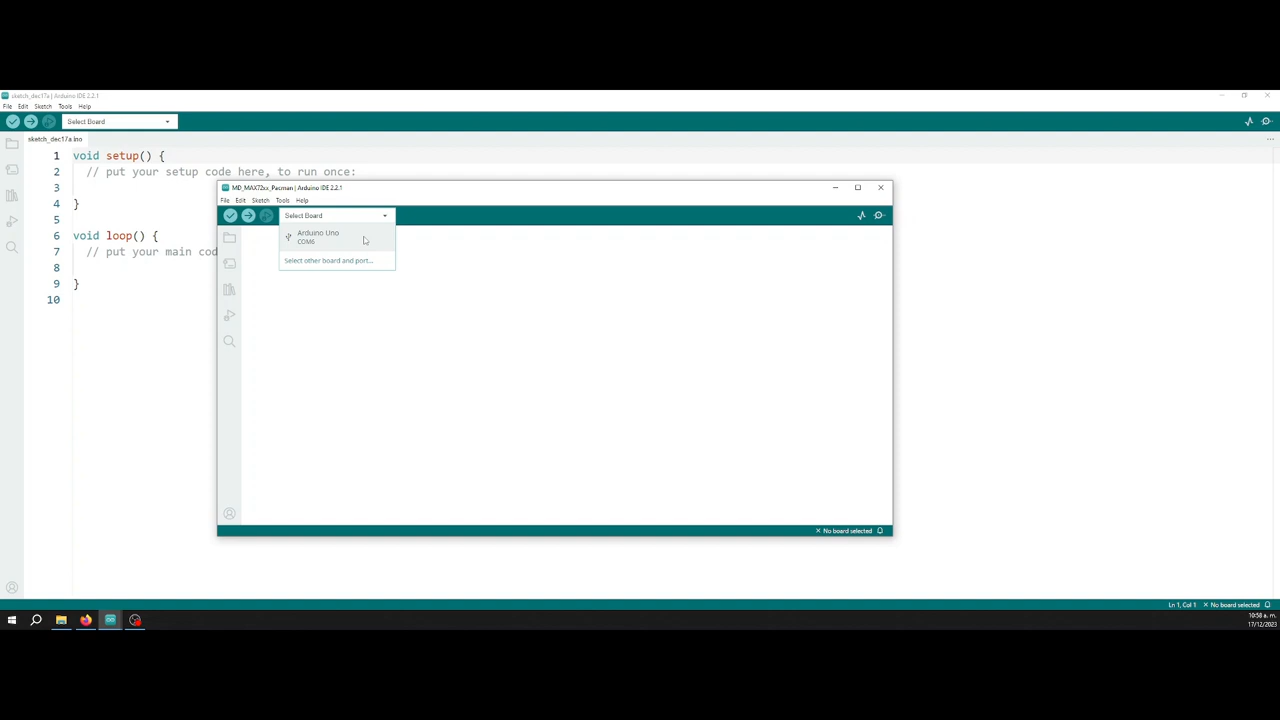 sketch_dec17a | Arduino IDE 2.2.1
File Edit Sketch Tools Help
Select Board
sketch_dec17a.ino
1 void setup() {
2 // put your setup code here, to run once:
3
4 }
5
6 void loop() {
7 // put your main cod
8
9 }
10
MD_MAX72xx_Pacman | Arduino IDE 2.2.1
File Edit Sketch Tools Help
Select Board
Arduino Uno
COM6
Select other board and port...
No board selected
Ln 1, Col 1 No board selected
10:58 a. m.
17/12/2023